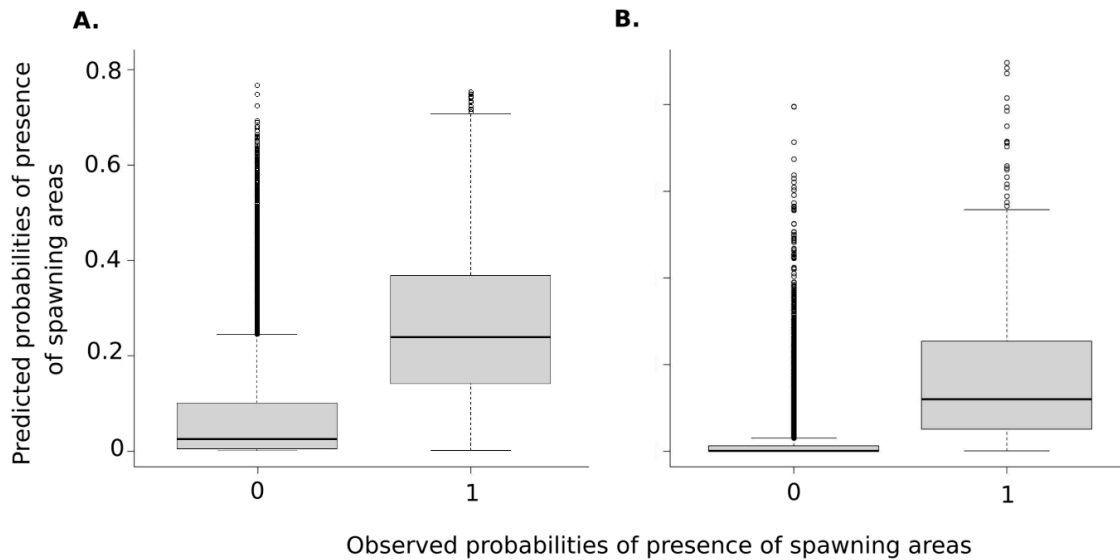 A.
B.
Predicted probabilities of presence
of spawning areas
0.8
0.6
0.4
0.2
0
0
1
0
1
Observed probabilities of presence of spawning areas